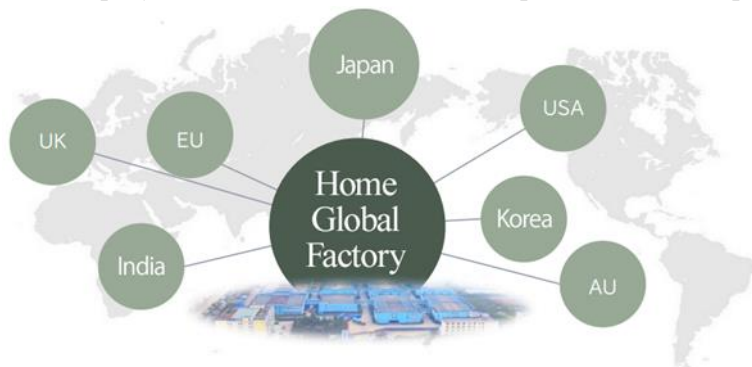 Japan
USA
UK
EU
Home
Global
Factory
Korea
India
AU